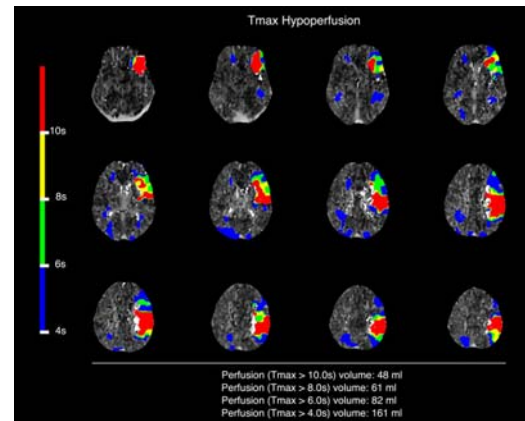 Tmax Hypoperfusion
10s
8s
6s
4s
Perfusion (Tmax > 10.0s) volume: 48 ml
Perfusion (Tmax > 8.0s) volume: 61 ml
Perfusion (Tmax > 6.0s) volume: 82 ml
Perfusion (Tmax > 4.0s) volume: 161 ml